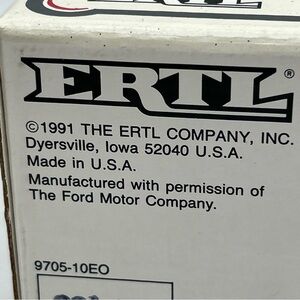 ERTL®
©1991 THE ERTL COMPANY, INC.
Dyersville, Iowa 52040 U.S.A.
Made in U.S.A.
Manufactured with permission of
The Ford Motor Company.
9705-10EO